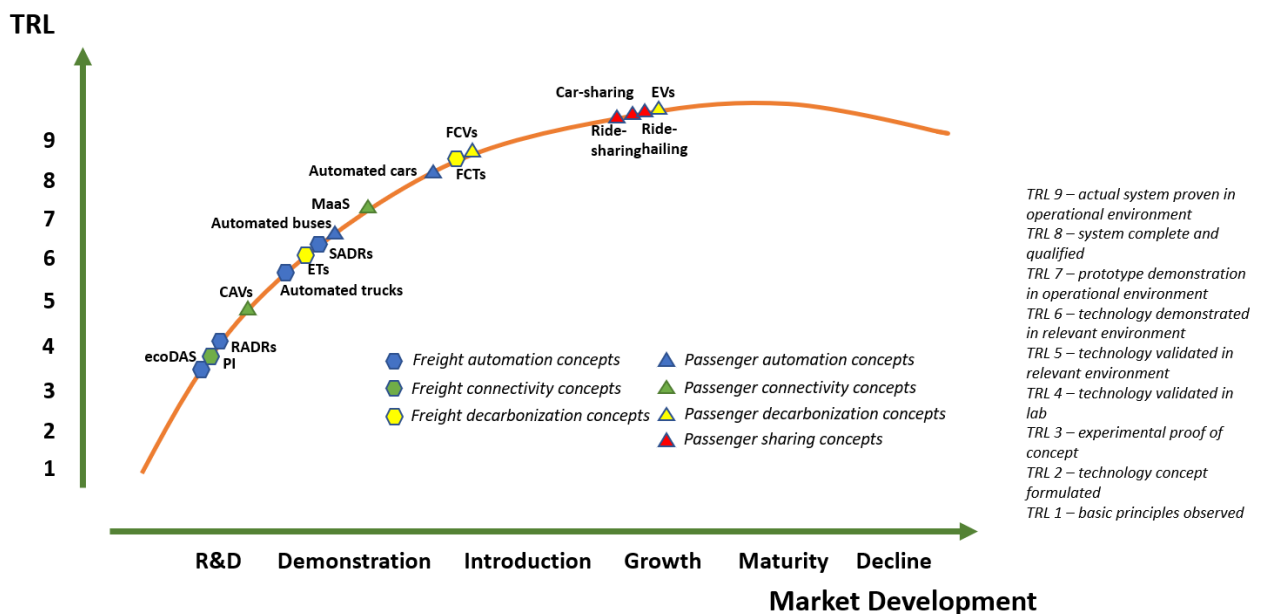 TRL
9
8
7
6
5
4
3
2
1
Car-sharing
EVs
Ride-
sharing
Ride-
hailing
FCVs
FCTs
Automated cars
MaaS
Automated buses
SADRs
ETs
Automated trucks
CAVs
RADRs
ecoDAS
PI
Freight automation concepts
Freight connectivity concepts
Freight decarbonization concepts
Passenger automation concepts
Passenger connectivity concepts
Passenger decarbonization concepts
Passenger sharing concepts
TRL 9 – actual system proven in
operational environment
TRL 8 – system complete and
qualified
TRL 7 – prototype demonstration
in operational environment
TRL 6 – technology demonstrated
in relevant environment
TRL 5 – technology validated in
relevant environment
TRL 4 – technology validated in
lab
TRL 3 – experimental proof of
concept
TRL 2 – technology concept
formulated
TRL 1 – basic principles observed
R&D
Demonstration
Introduction
Growth
Maturity
Decline
Market Development